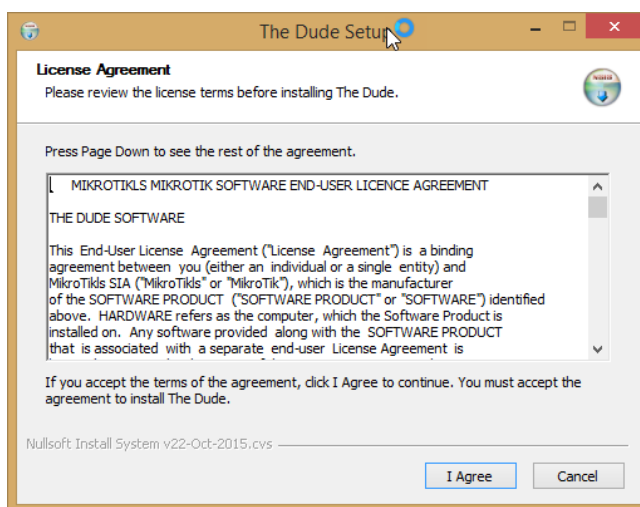 The Dude Setup
License Agreement
Please review the license terms before installing The Dude.
Press Page Down to see the rest of the agreement.
MIKROTIKLS MIKROTIK SOFTWARE END-USER LICENCE AGREEMENT
THE DUDE SOFTWARE
This End-User License Agreement ("License Agreement") is a binding
agreement between you (either an individual or a single entity) and
MikroTikls SIA ("MikroTikls" or "MikroTik"), which is the manufacturer
of the SOFTWARE PRODUCT ("SOFTWARE PRODUCT" or "SOFTWARE") identified
above. HARDWARE refers as the computer, which the Software Product is
installed on. Any software provided along with the SOFTWARE PRODUCT
that is associated with a separate end-user License Agreement is
If you accept the terms of the agreement, click I Agree to continue. You must accept the
agreement to install The Dude.
Nullsoft Install System v22-Oct-2015.cvs
I Agree
Cancel